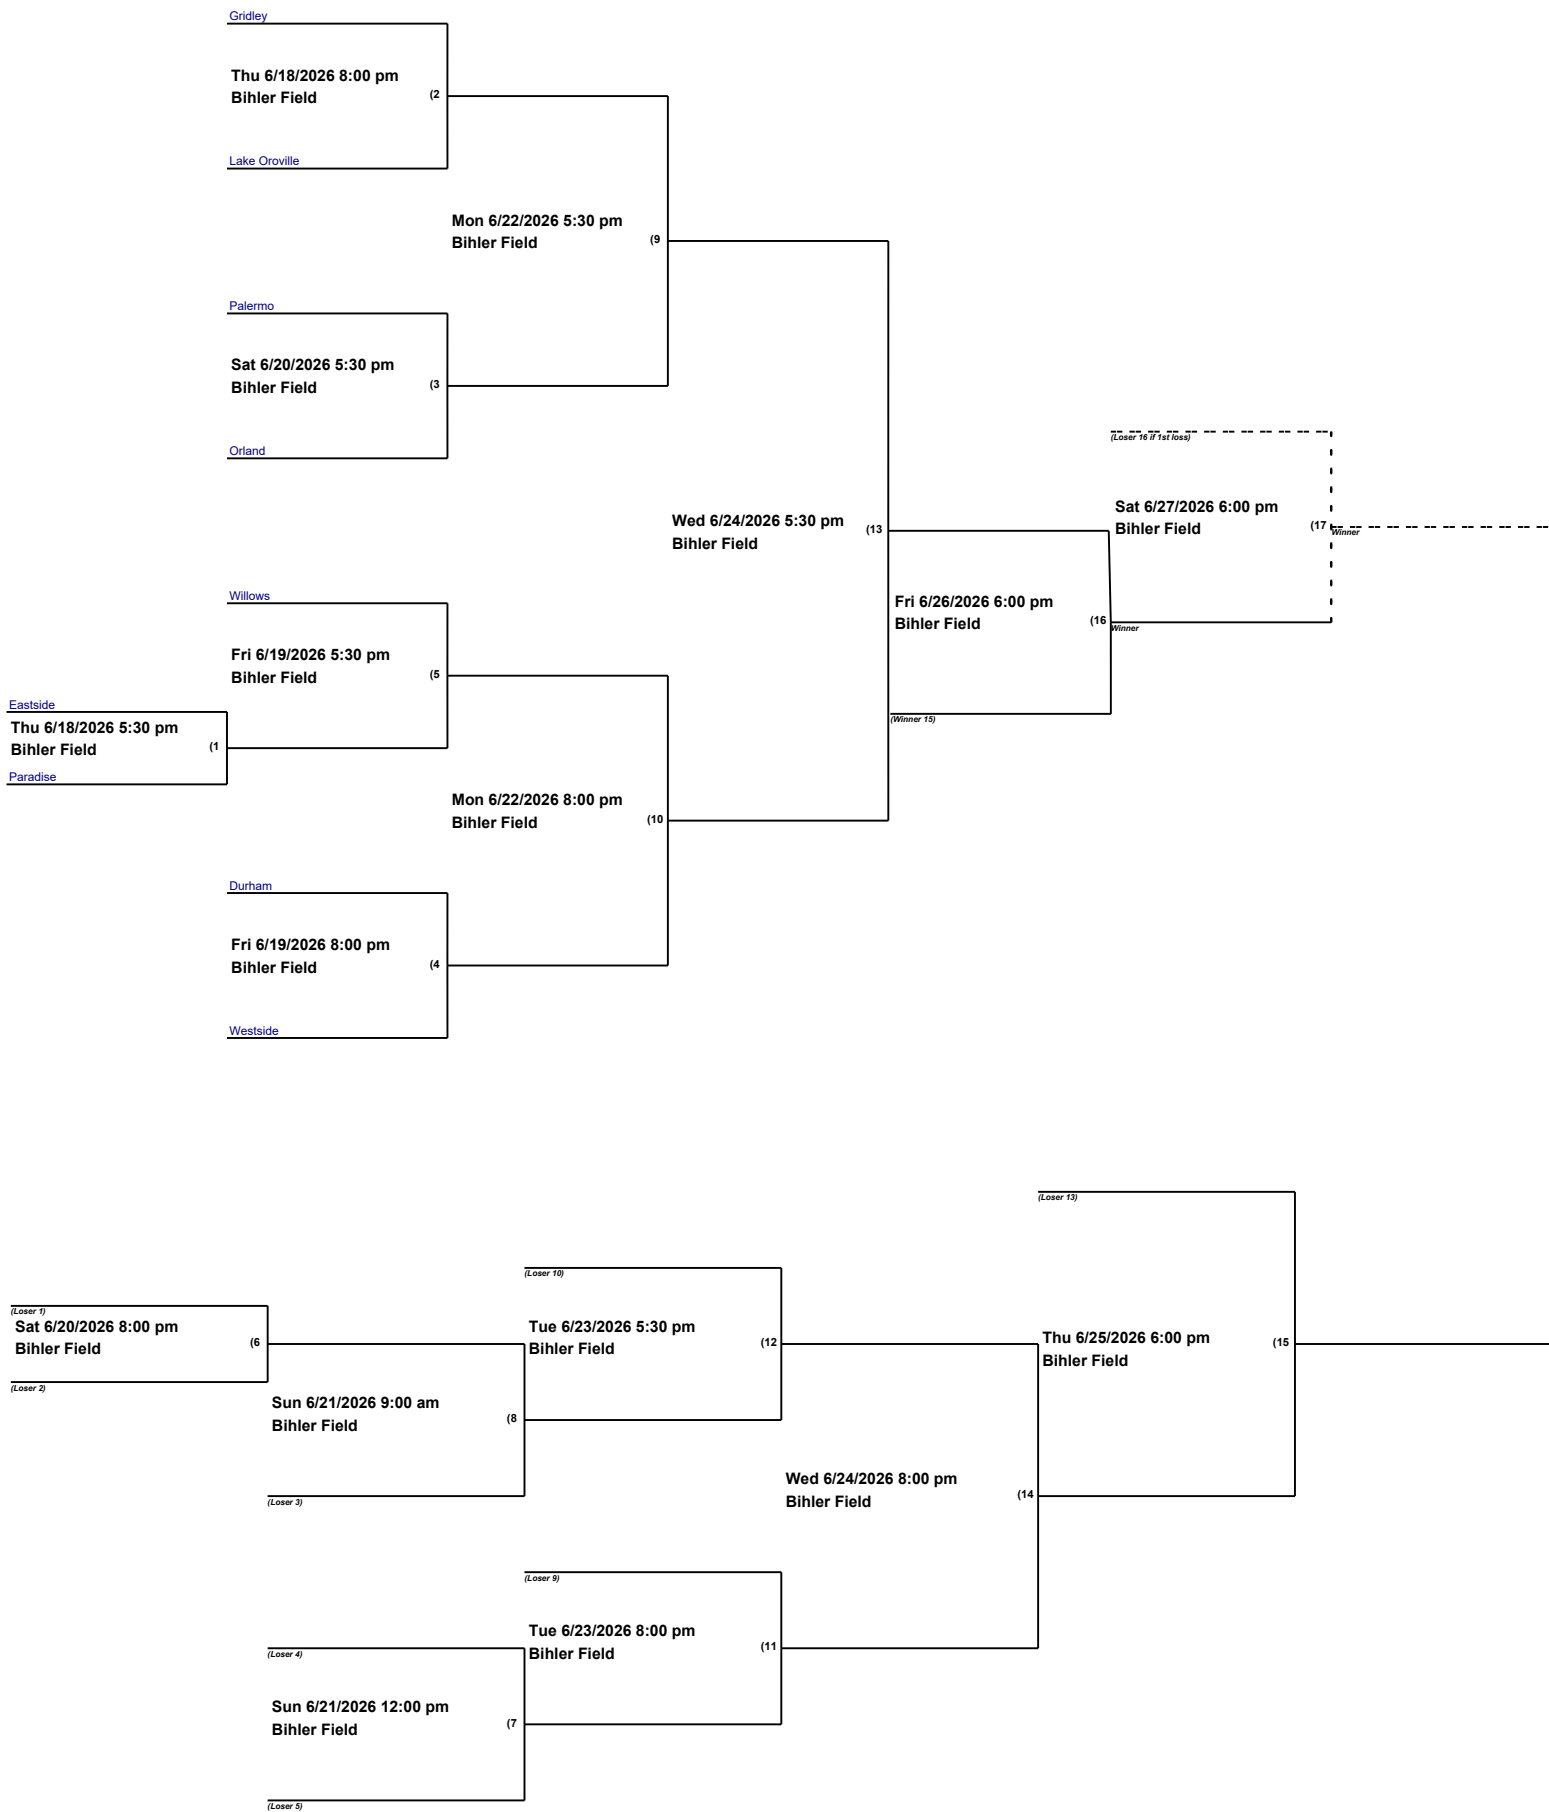 Gridley
Thu 6/18/2026 8:00 pm
Bihler Field
(2
Lake Oroville
Mon 6/22/2026 5:30 pm
Bihler Field
(9
Palermo
Sat 6/20/2026 5:30 pm
Bihler Field
(3
Orland
(Loser 16 if 1st loss)
Sat 6/27/2026 6:00 pm
Bihler Field
(17
Winner
Wed 6/24/2026 5:30 pm
Bihler Field
(13
Willows
Fri 6/26/2026 6:00 pm
Bihler Field
(16
Winner
Fri 6/19/2026 5:30 pm
Bihler Field
(5
Eastside
Thu 6/18/2026 5:30 pm
Bihler Field
(1
Paradise
(Winner 15)
Mon 6/22/2026 8:00 pm
Bihler Field
(10
Durham
Fri 6/19/2026 8:00 pm
Bihler Field
(4
Westside
(Loser 13)
(Loser 10)
(Loser 1)
Sat 6/20/2026 8:00 pm
Bihler Field
(6
(Loser 2)
Tue 6/23/2026 5:30 pm
Bihler Field
(12
Thu 6/25/2026 6:00 pm
Bihler Field
(15
Sun 6/21/2026 9:00 am
Bihler Field
(8
(Loser 3)
Wed 6/24/2026 8:00 pm
Bihler Field
(14
(Loser 9)
Tue 6/23/2026 8:00 pm
Bihler Field
(11
(Loser 4)
Sun 6/21/2026 12:00 pm
Bihler Field
(7
(Loser 5)